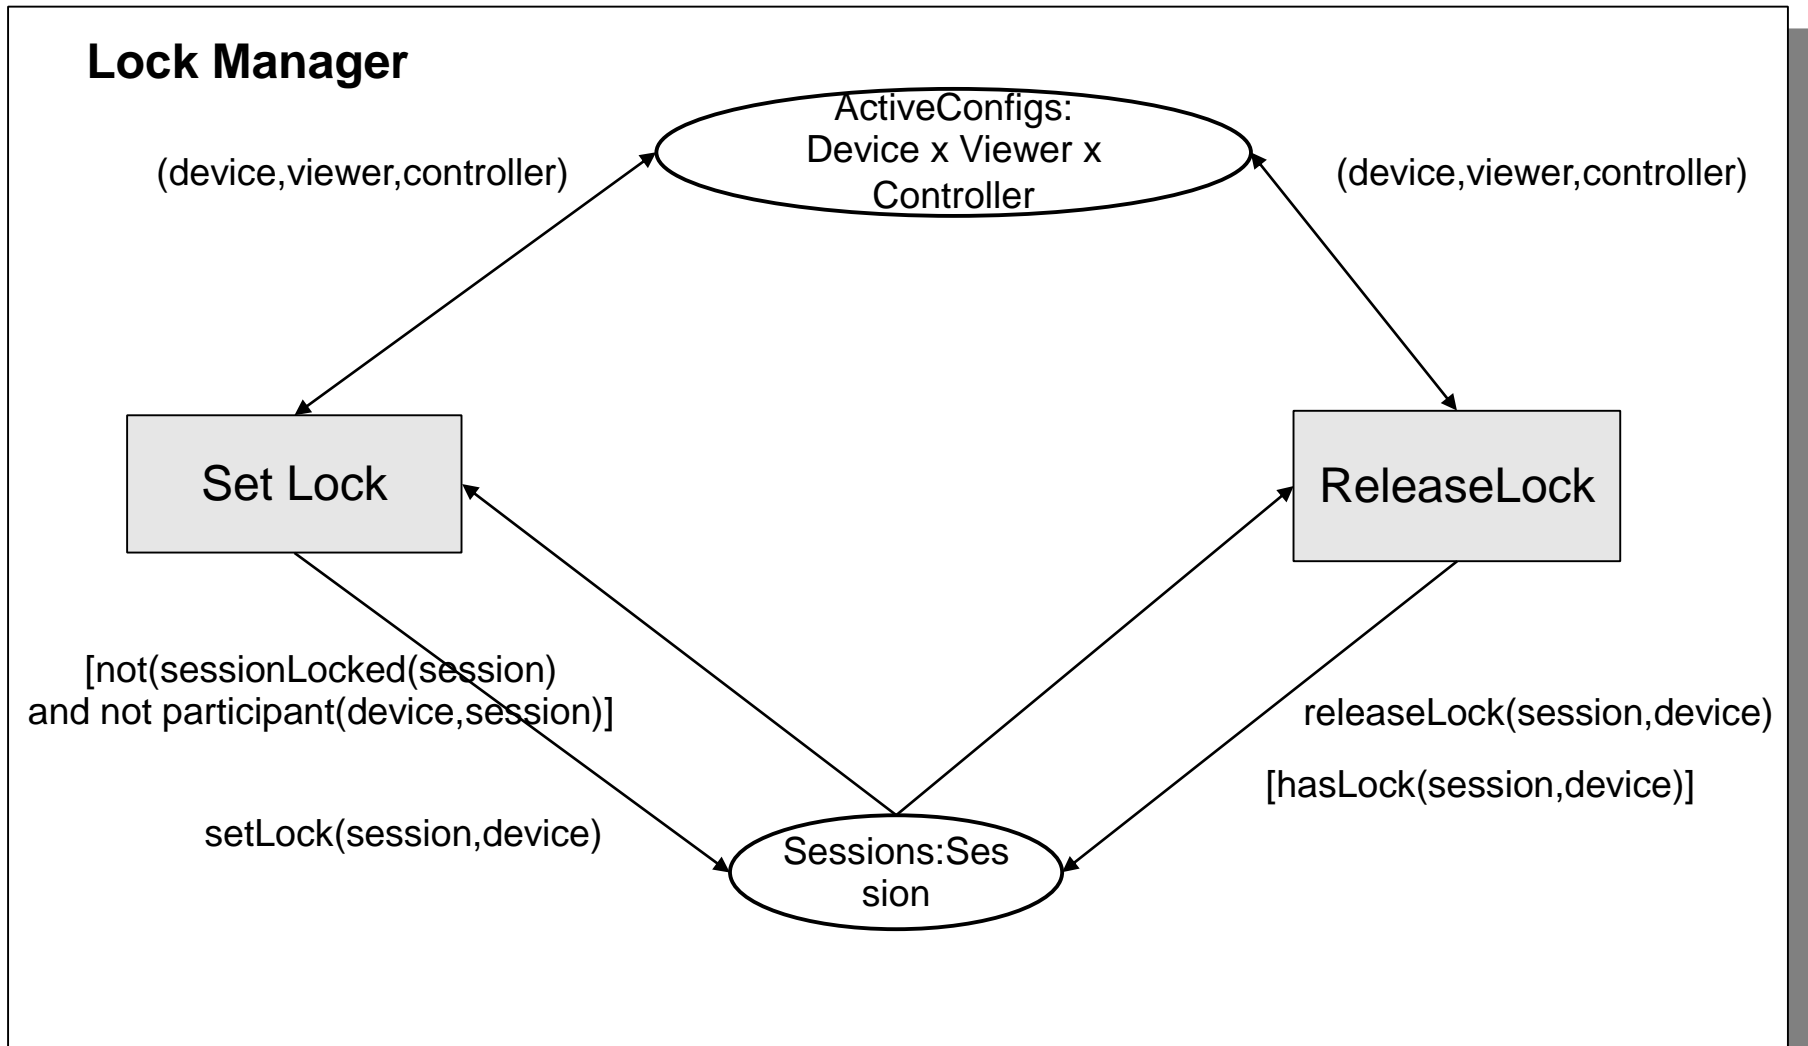 Lock Manager
ActiveConfigs:
Device x Viewer x
Controller
(device,viewer,controller)
(device,viewer,controller)
Set Lock
ReleaseLock
[not(sessionLocked(session)
and not participant(device,session)]
releaseLock(session,device)
[hasLock(session,device)]
setLock(session,device)
Sessions:Ses
sion